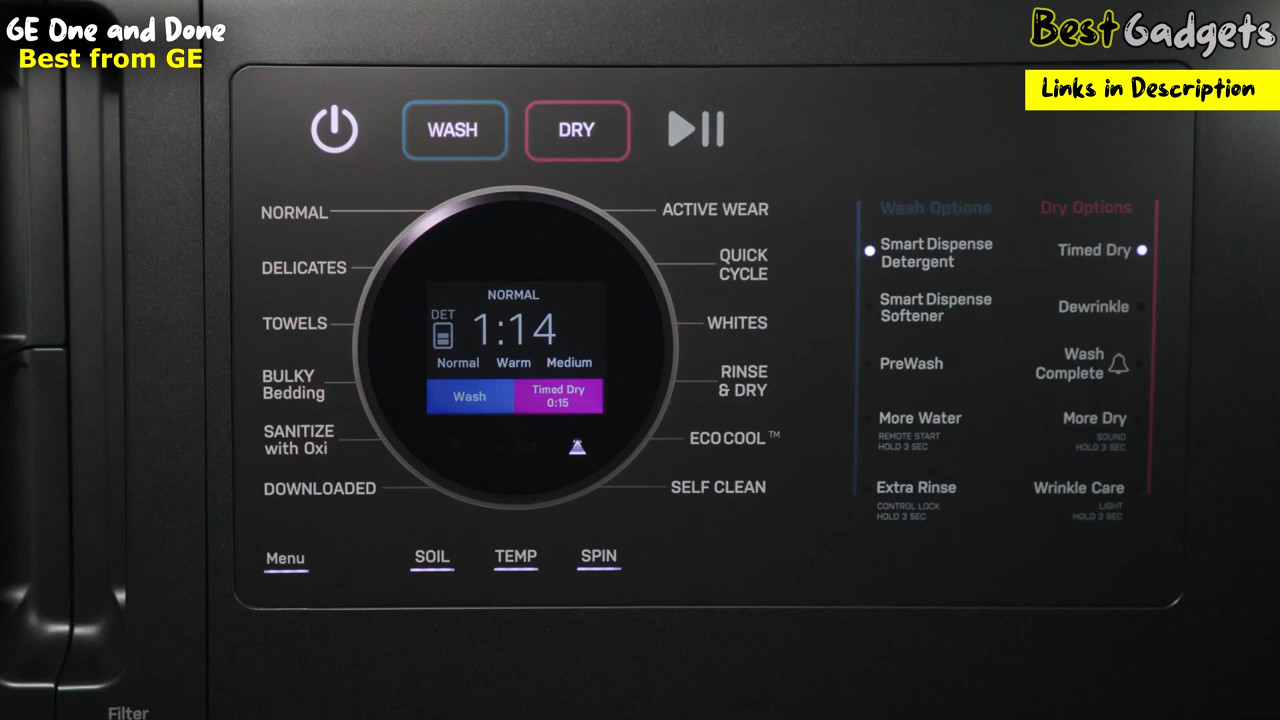 GE One and Done
Best from GE
BestGadgets
Links in Description
WASH
DRY
NORMAL
DELICATES
TOWELS
BULKY
Bedding
SANITIZE
with Oxi
DOWNLOADED
NORMAL
DET
1:14
Normal Warm Medium
Wash
Timed Dry
0:15
ACTIVE WEAR
QUICK
CYCLE
WHITES
RINSE
& DRY
ECOCOOL™
SELF CLEAN
Menu
SOIL
TEMP
SPIN
Wash Options
Smart Dispense
Detergent
Smart Dispense
Softener
PreWash
More Water
REMOTE START
HOLD 3 SEC
Extra Rinse
CONTROL LOCK
HOLD 3 SEC
Dry Options
Timed Dry
Dewrinkle
Wash
Complete
More Dry
SOUND
HOLD 3 SEC
Wrinkle Care
LIGHT
HOLD 3 SEC
Filter